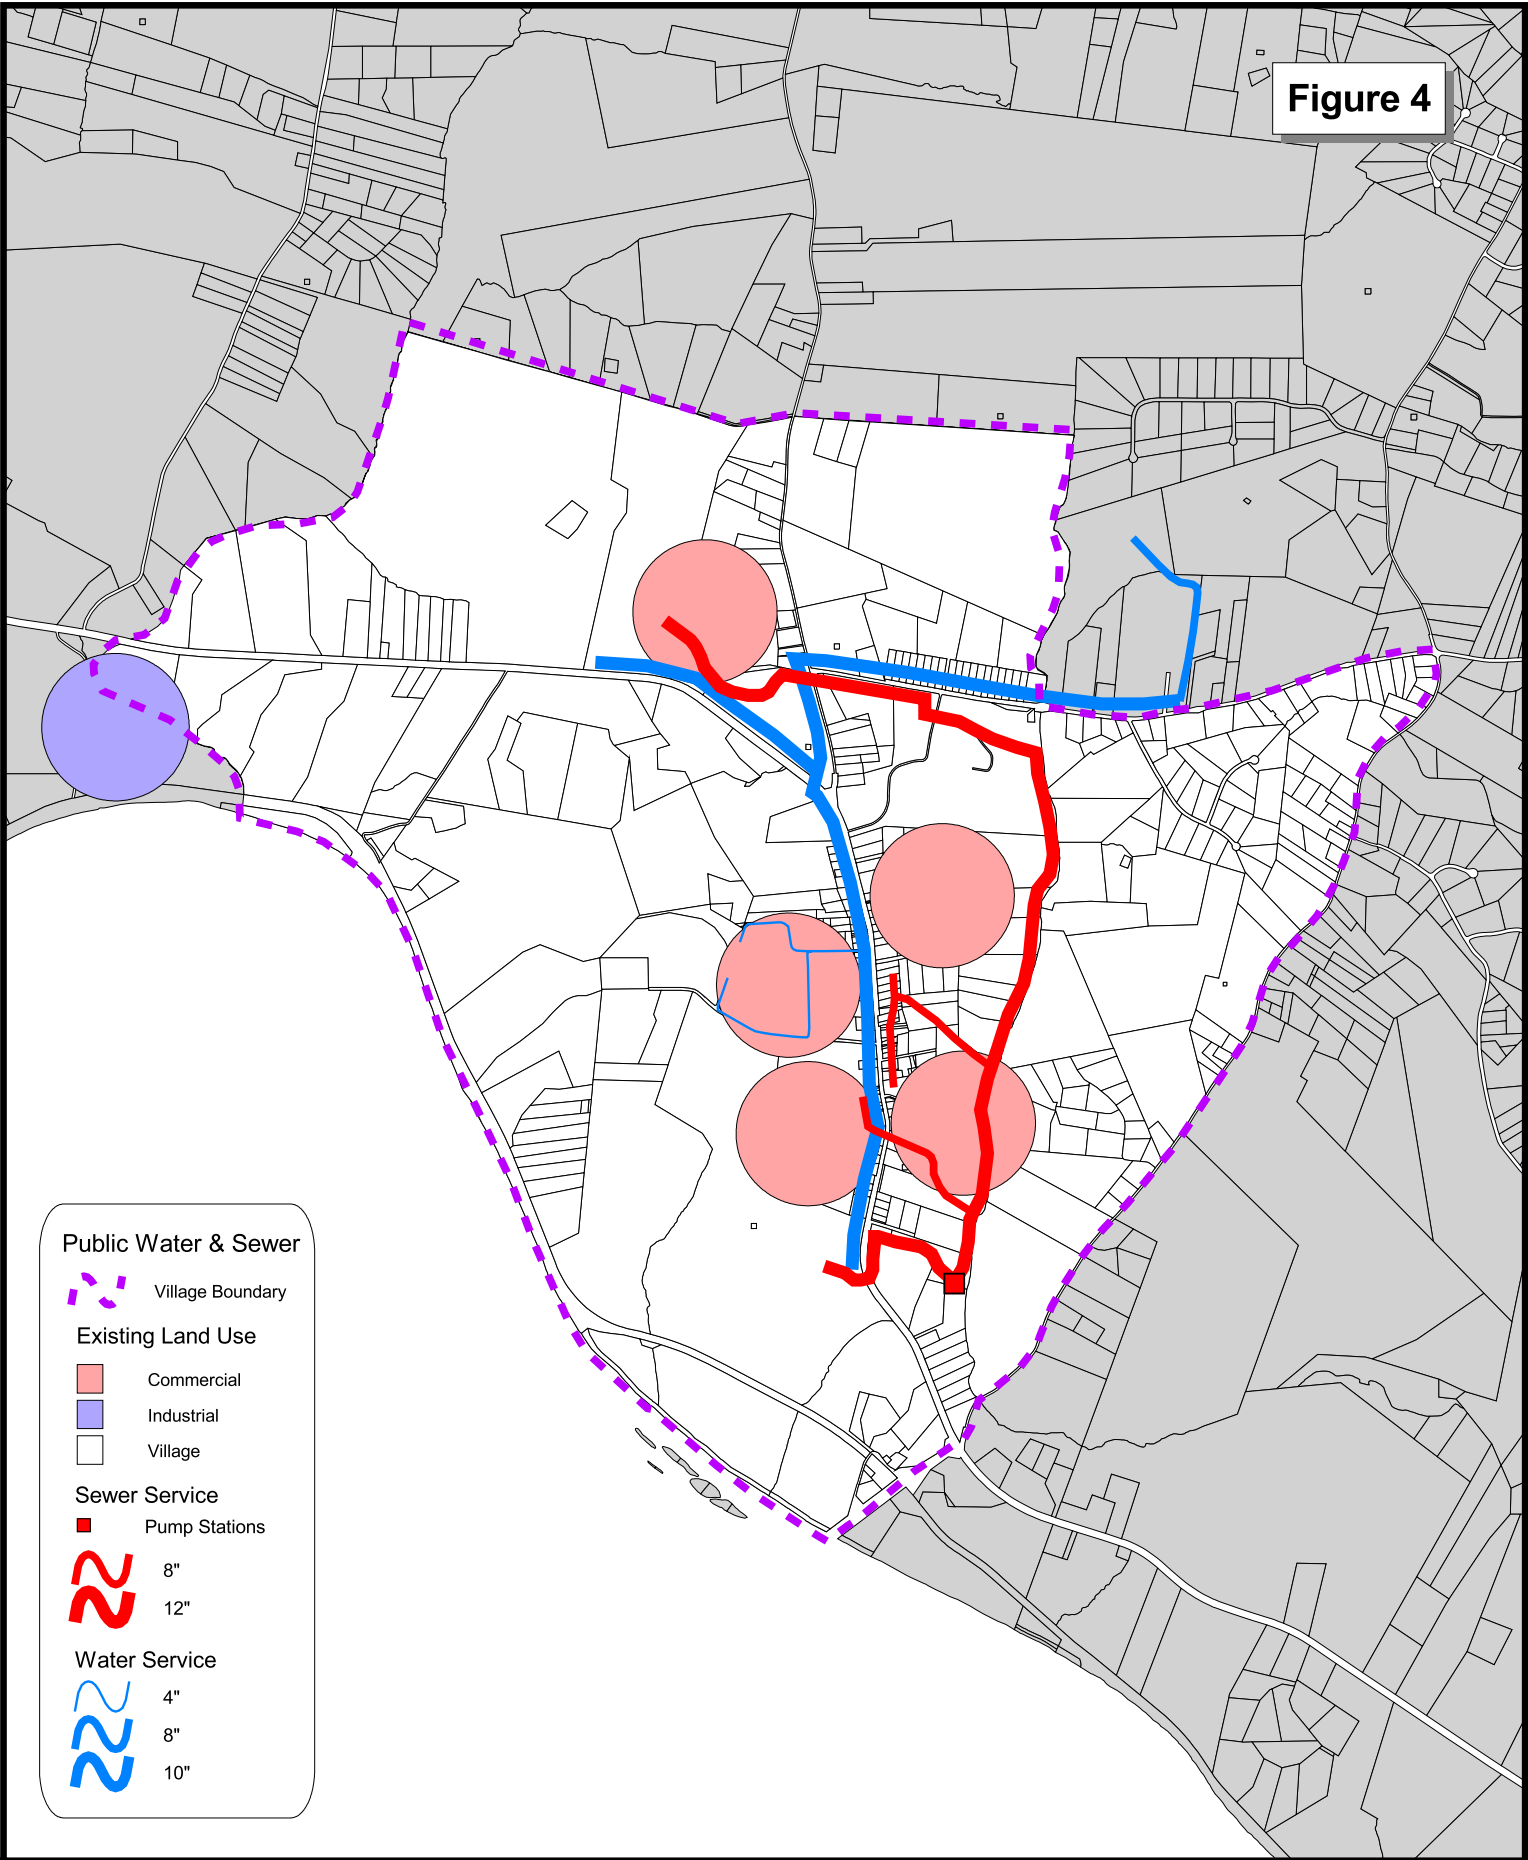 Figure 4
Public Water & Sewer
Village Boundary
Existing Land Use
Commercial
Industrial
Village
Sewer Service
Pump Stations
8"
12"
Water Service
4"
8"
10"